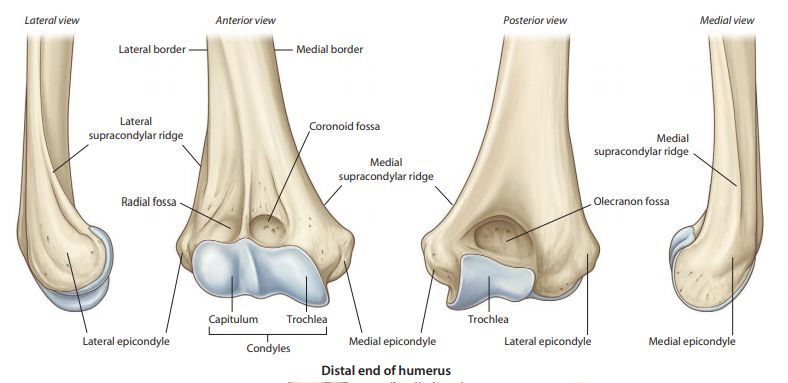 Lateral view
Anterior view
Posterior view
Medial view
Lateral border
Medial border
Lateral
supracondylar ridge
Coronoid fossa
Medial
supracondylar ridge
Medial
supracondylar ridge
Radial fossa
Olecranon fossa
Capitulum
Trochlea
Trochlea
Lateral epicondyle
Condyles
Medial epicondyle
Lateral epicondyle
Medial epicondyle
Distal end of humerus